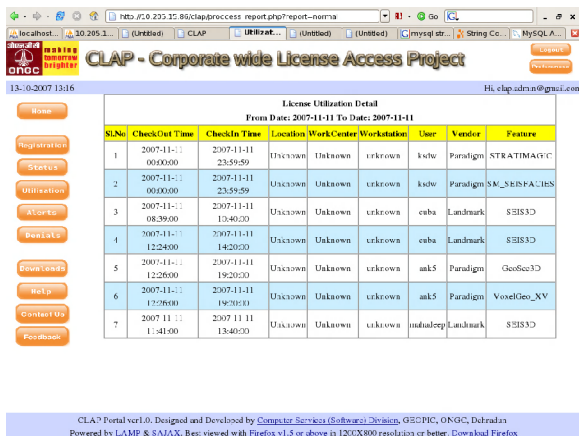 http://10.205.15.86/clap/proccess_report.php?report=normal
Go
localhost...
10.205.1...
(Untitled)
CLAP
Utilizat...
(Untitled)
(Untitled)
mysql str...
String Co...
MySQL A...
making
tomorrow
brighter
ONGC
CLAP - Corporate wide License Access Project
Logout
Preferences
13-10-2007 13:16
Hi, clap.admin@gmail.com
Home
Registration
Status
Utilisation
Alerts
Denials
Downloads
Help
Contact Us
Feedback
License Utilization Detail
From Date: 2007-11-11 To Date: 2007-11-11
Sl.No CheckOut Time CheckIn Time Location WorkCenter Workstation User Vendor Feature
1 2007-11-11 00:00:00 2007-11-11 23:59:59 Unknown Unknown unknown ksdw Paradigm STRATIMAGIC
2 2007-11-11 00:00:00 2007-11-11 23:59:59 Unknown Unknown unknown ksdw Paradigm SM_SEISFACIES
3 2007-11-11 08:39:00 2007-11-11 10:40:00 Unknown Unknown unknown cuba Landmark SEIS3D
4 2007-11-11 12:24:00 2007-11-11 14:20:00 Unknown Unknown unknown cuba Landmark SEIS3D
5 2007-11-11 12:26:00 2007-11-11 19:20:00 Unknown Unknown unknown ank5 Paradigm GeoSec3D
6 2007-11-11 12:26:00 2007-11-11 19:20:00 Unknown Unknown unknown ank5 Paradigm VoxelGeo_XV
7 2007-11-11 11:41:00 2007-11-11 13:40:00 Unknown Unknown unknown mahadeep Landmark SEIS3D
CLAP Portal ver1.0. Designed and Developed by Computer Services (Software) Division, GEOPIC, ONGC, Dehradun
Powered by LAMP & SAJAX. Best viewed with Firefox v1.5 or above in 1200X800 resolution or better. Download Firefox